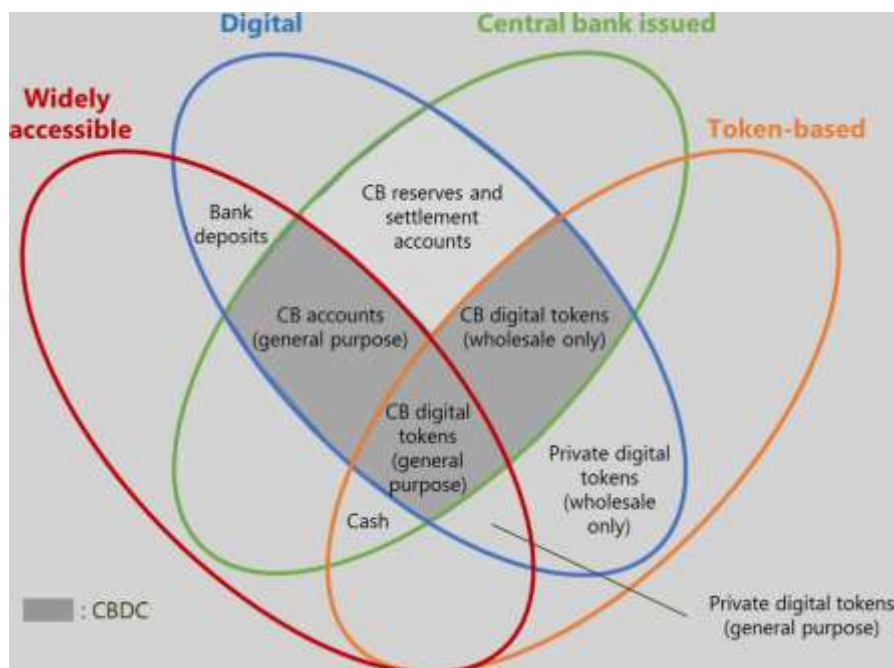 Digital
Central bank issued
Widely
accessible
Token-based
CB reserves and
settlement
accounts
Bank
deposits
CB accounts
(general purpose)
CB digital tokens
(wholesale only)
CB digital
tokens
(general
purpose)
Private digital
tokens
(wholesale
only)
Cash
: CBDC
Private digital tokens
(general purpose)